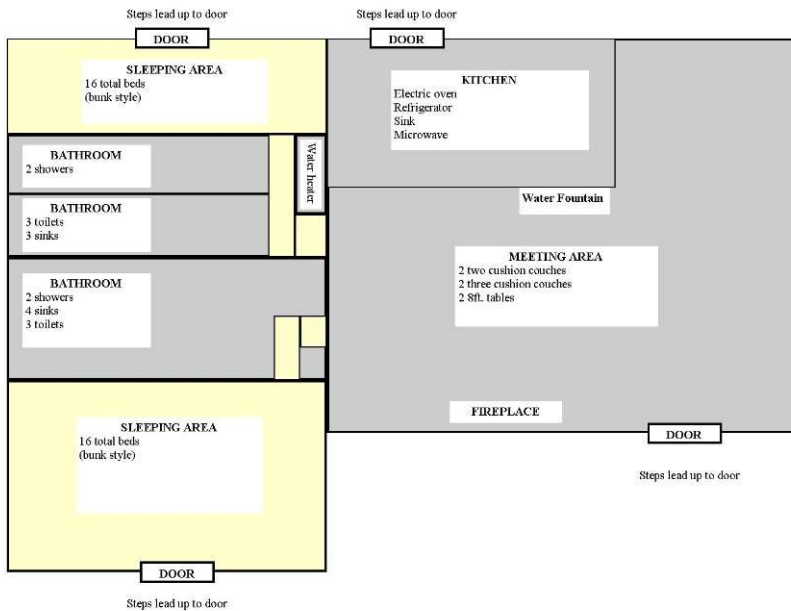 Steps lead up to door
Steps lead up to door
DOOR
DOOR
SLEEPING AREA
16 total beds
(bunk style)
KITCHEN
Electric oven
Refrigerator
Sink
Microwave
BATHROOM
2 showers
Water heater
BATHROOM
3 toilets
3 sinks
Water Fountain
BATHROOM
2 showers
4 sinks
3 toilets
MEETING AREA
2 two cushion couches
2 three cushion couches
2 8ft. tables
FIREPLACE
DOOR
Steps lead up to door
SLEEPING AREA
16 total beds
(bunk style)
DOOR
Steps lead up to door